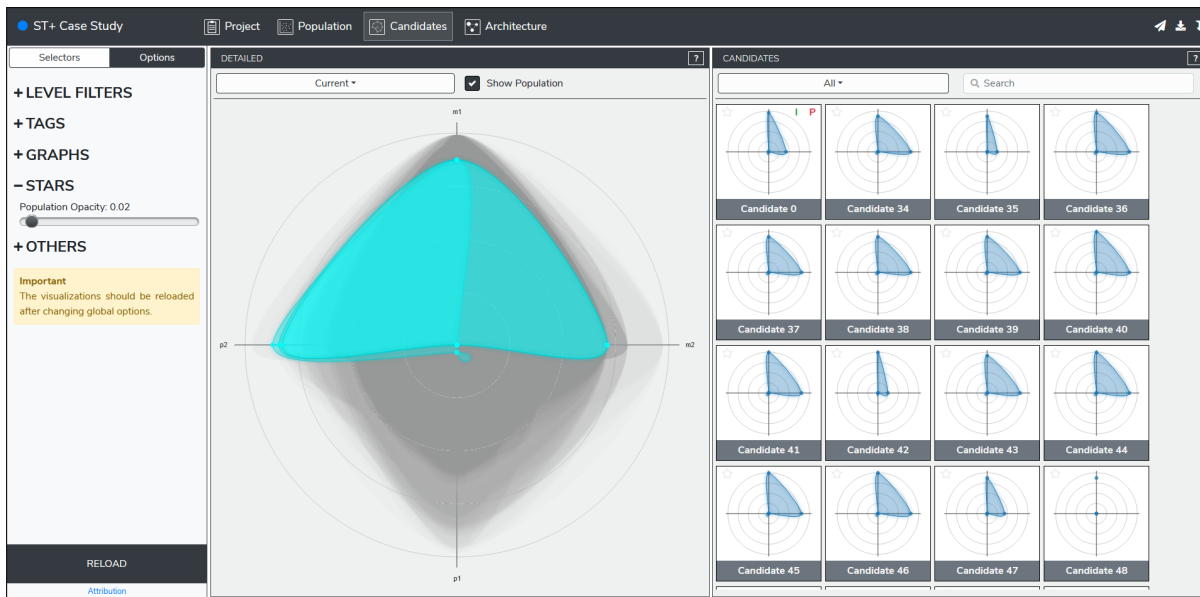 ST+ Case Study
Project
Population
Candidates
Architecture
Selectors
Options
+ LEVEL FILTERS
+ TAGS
+ GRAPHS
− STARS
Population Opacity: 0.02
+ OTHERS
Important
The visualizations should be reloaded
after changing global options.
RELOAD
Attribution
DETAILED
?
Current
Show Population
m1
p2
m2
p1
CANDIDATES
?
All
Search
I P
Candidate 0
Candidate 34
Candidate 35
Candidate 36
Candidate 37
Candidate 38
Candidate 39
Candidate 40
Candidate 41
Candidate 42
Candidate 43
Candidate 44
Candidate 45
Candidate 46
Candidate 47
Candidate 48